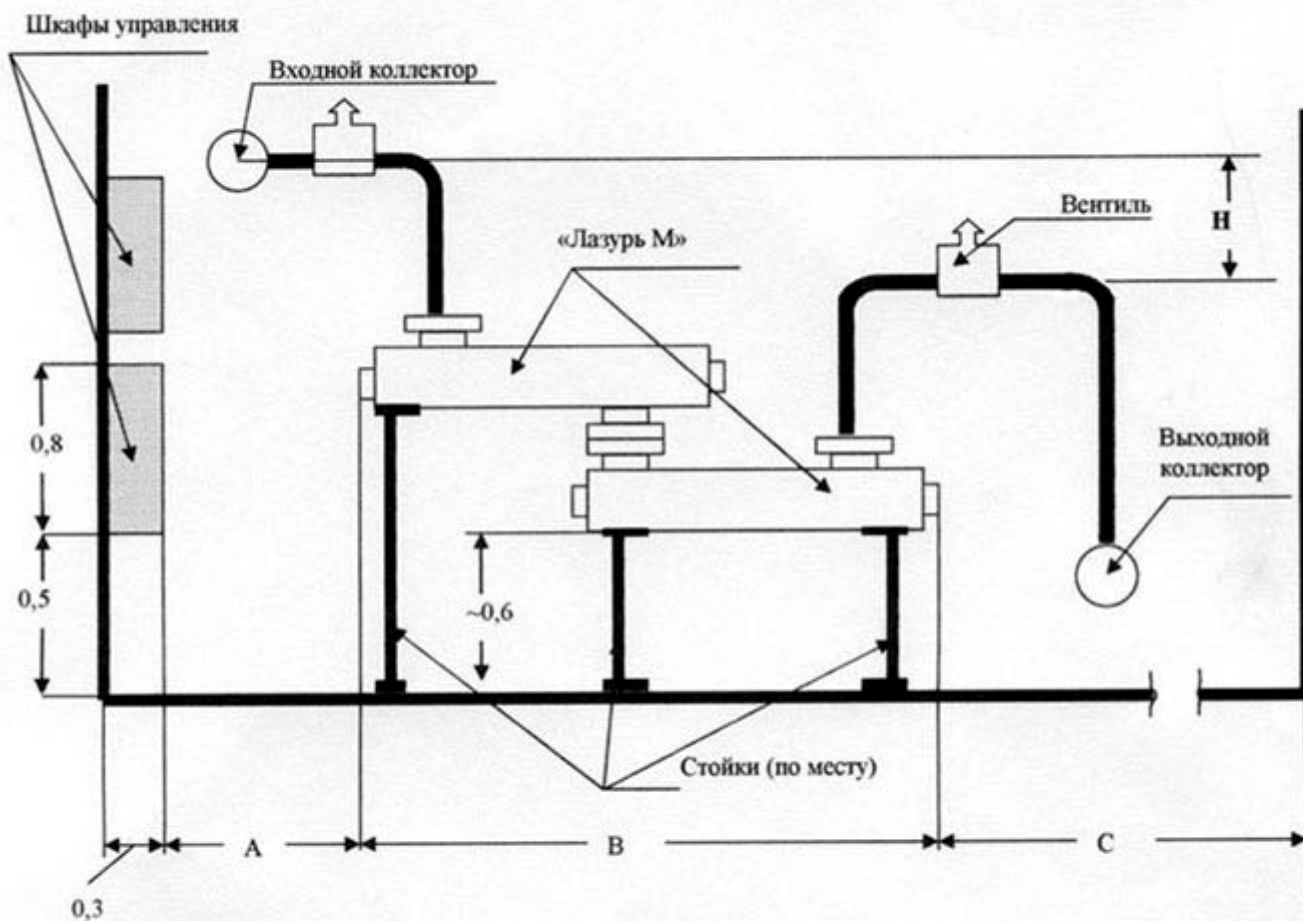 Шкафы управления
Входной коллектор
Вентиль
H
«Лазурь М»
Выходной
коллектор
0,8
0,5
~0,6
Стойки (по месту)
A
B
C
0,3